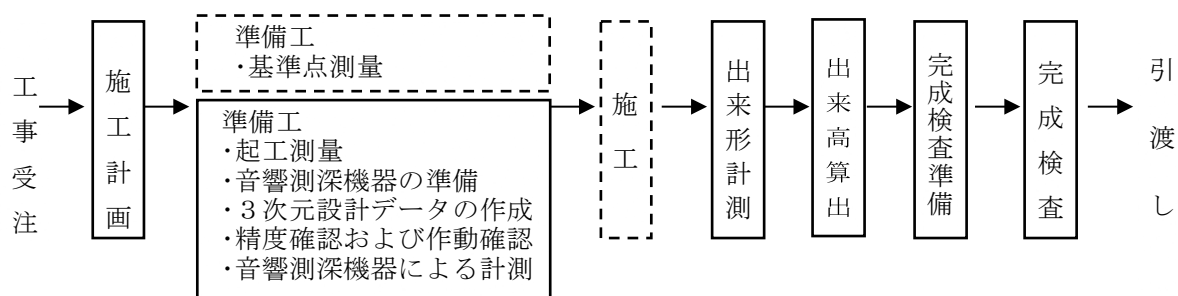 工事受注
施工計画
準備工
・基準点測量
準備工
・起工測量
・音響測深機器の準備
・３次元設計データの作成
・精度確認および作動確認
・音響測深機器による計測
施工
出来形計測
出来高算出
完成検査準備
完成検査
引渡し